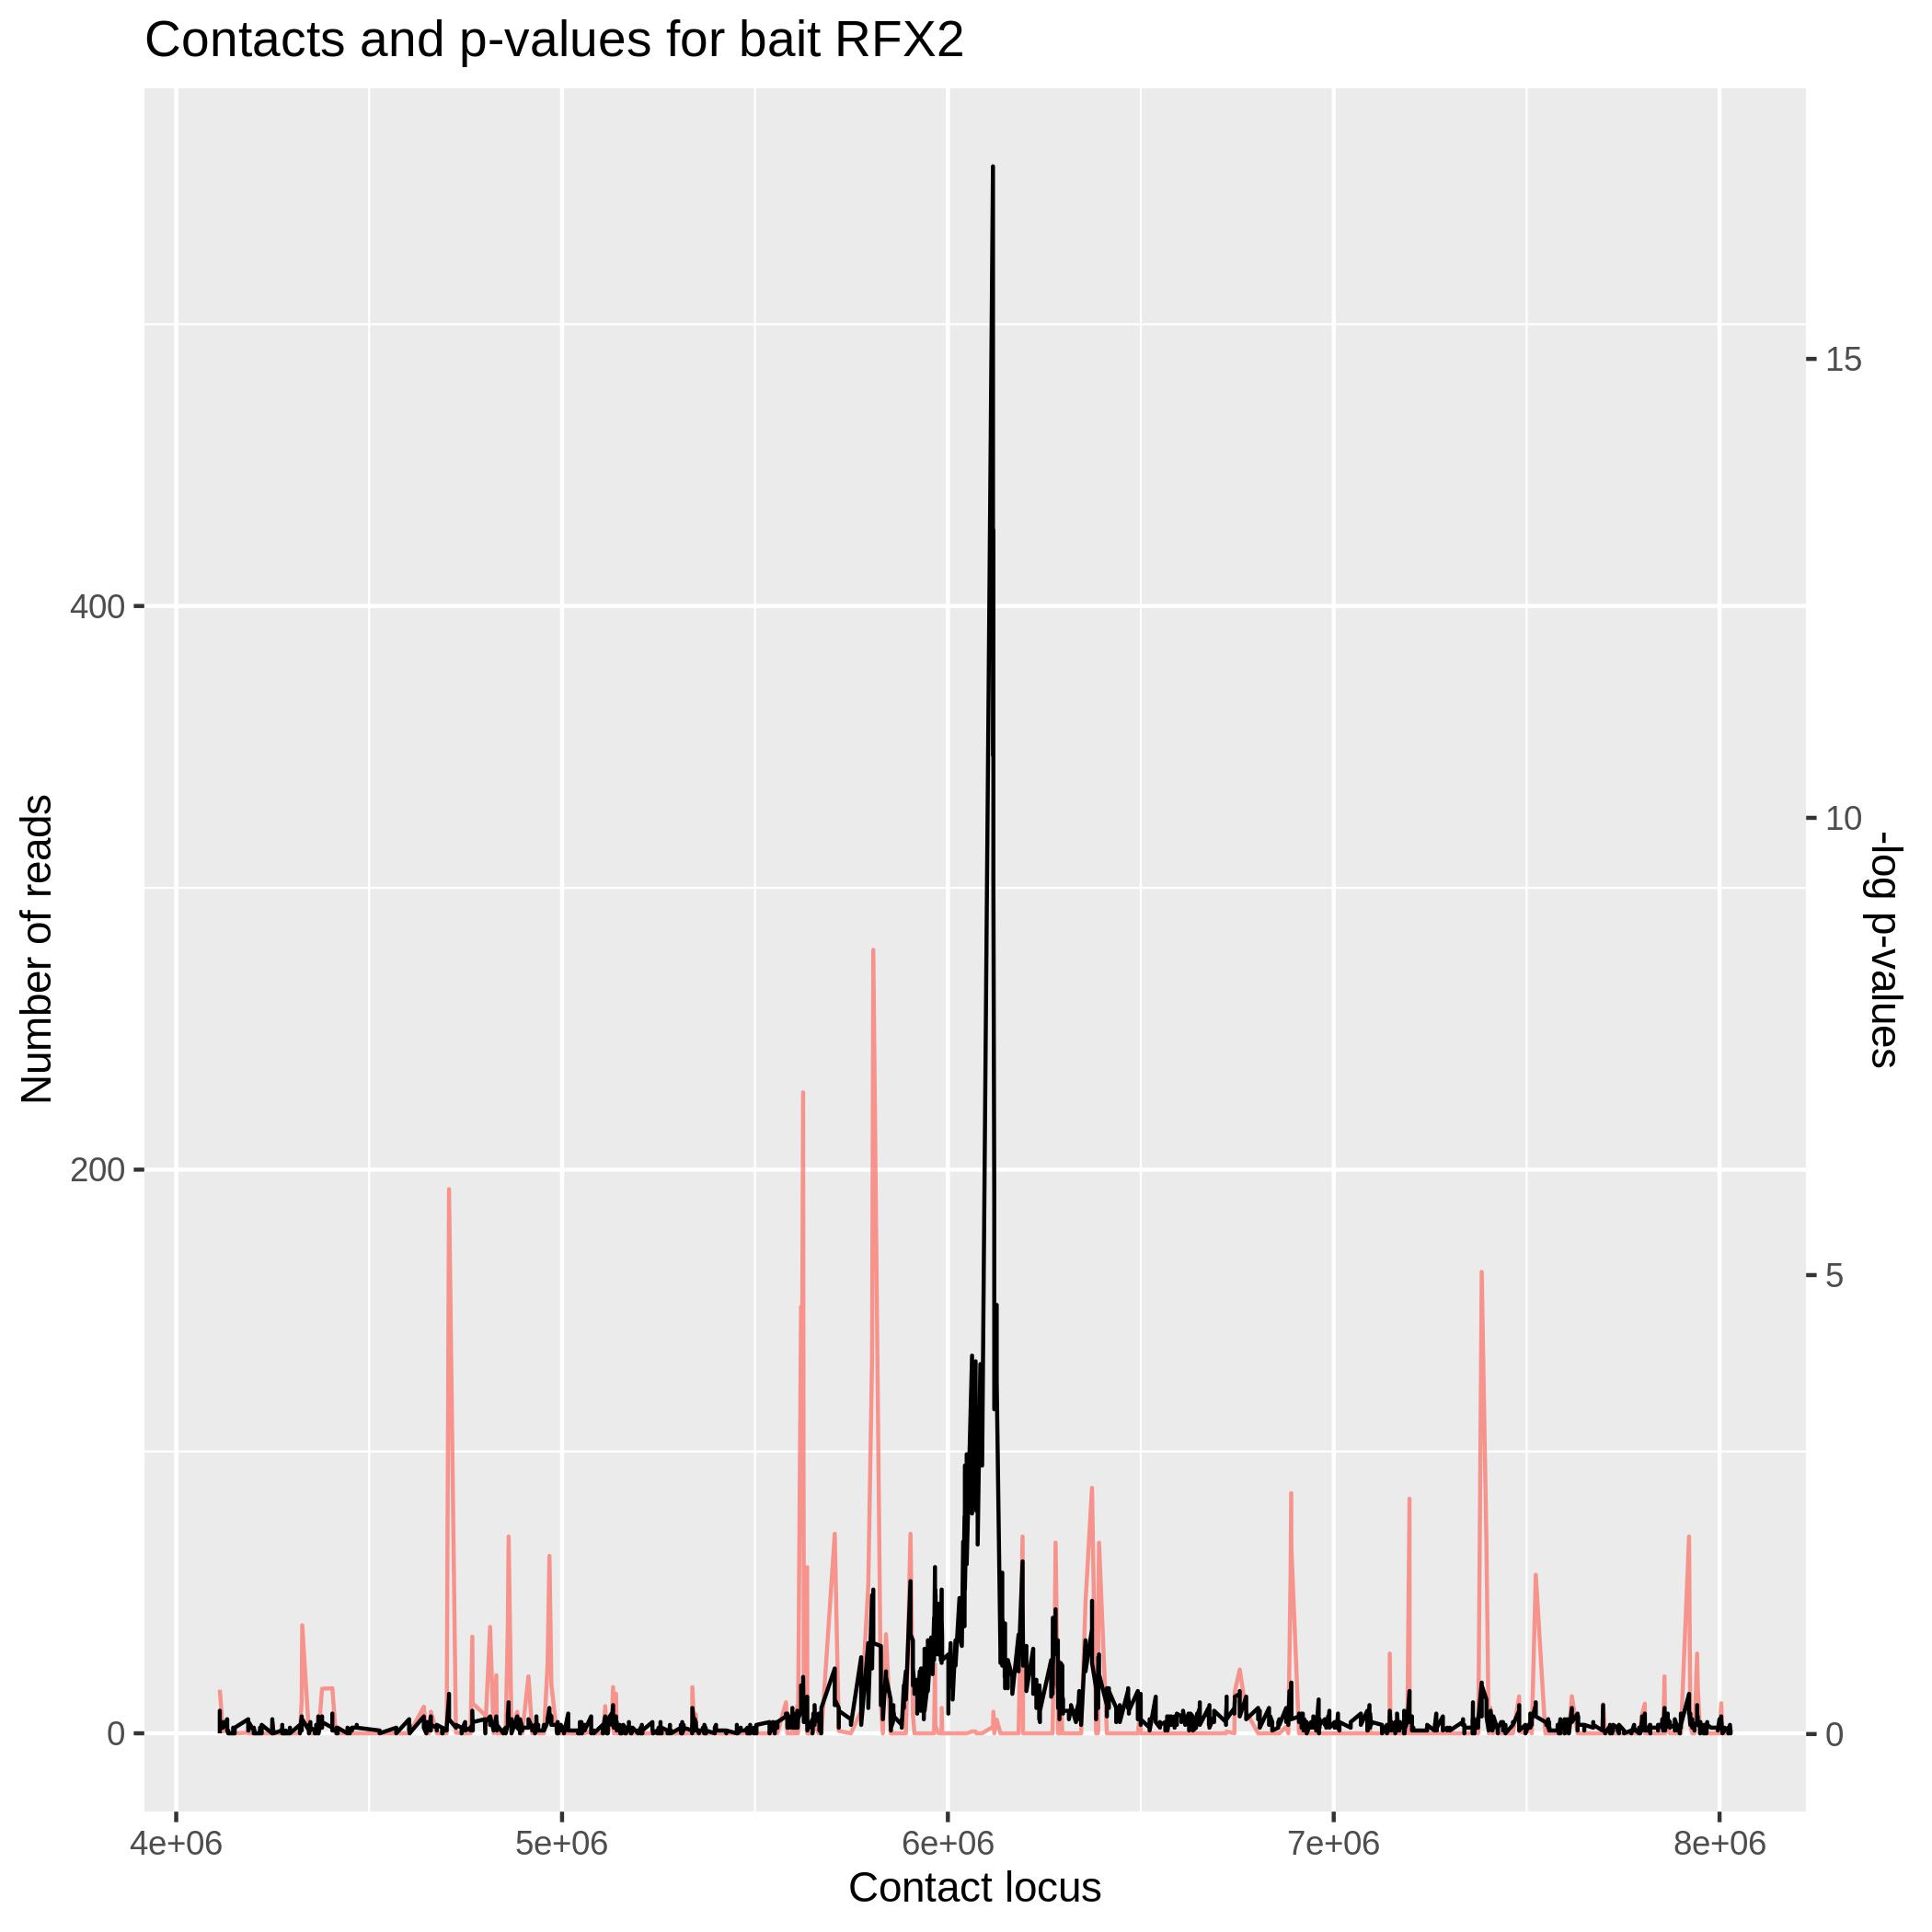 Contacts and p-values for bait RFX2
Number of reads
400
200
0
15
10
5
0
-log p-values
4e+06 5e+06 6e+06 7e+06 8e+06
Contact locus